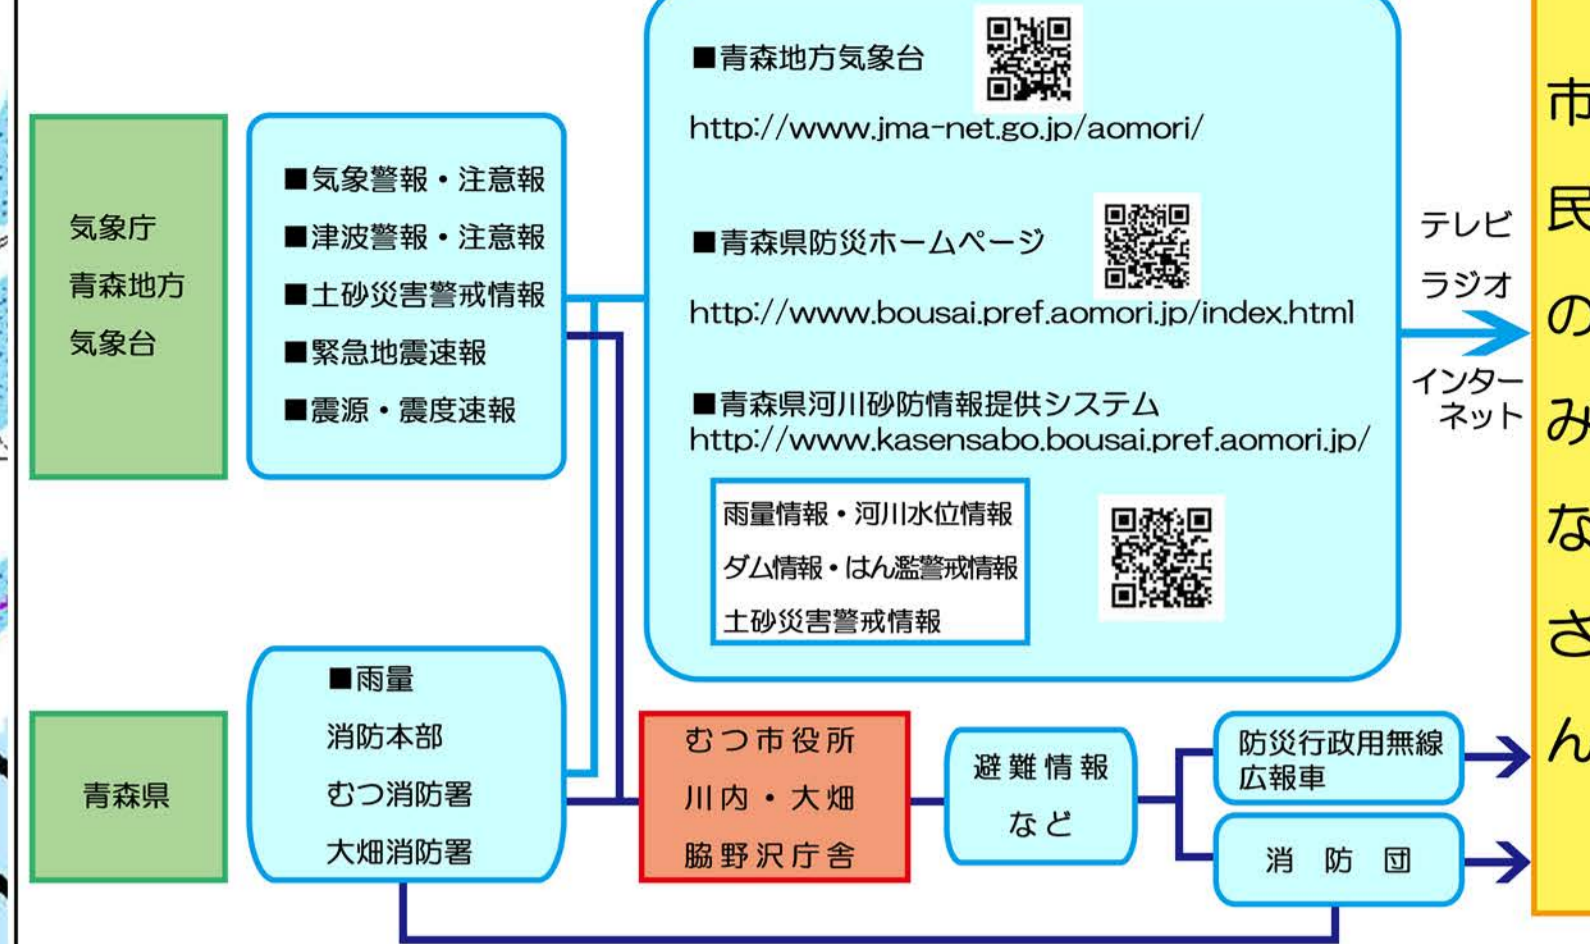 気象庁
青森地方
気象台
■気象警報・注意報
■津波警報・注意報
■土砂災害警戒情報
■緊急地震速報
■震源・震度速報
■青森地方気象台
http://www.jma-net.go.jp/aomori/
■青森県防災ホームページ
http://www.bousai.pref.aomori.jp/index.html
■青森県河川砂防情報提供システム
http://www.kasensabo.bousai.pref.aomori.jp/
雨量情報・河川水位情報
ダム情報・はん濫警戒情報
土砂災害警戒情報
テレビ
ラジオ
インター
ネット
青森県
■雨量
消防本部
むつ消防署
大畑消防署
むつ市役所
川内・大畑
脇野沢庁舎
避難情報
など
防災行政用無線
広報車
消防団
市民のみなさん